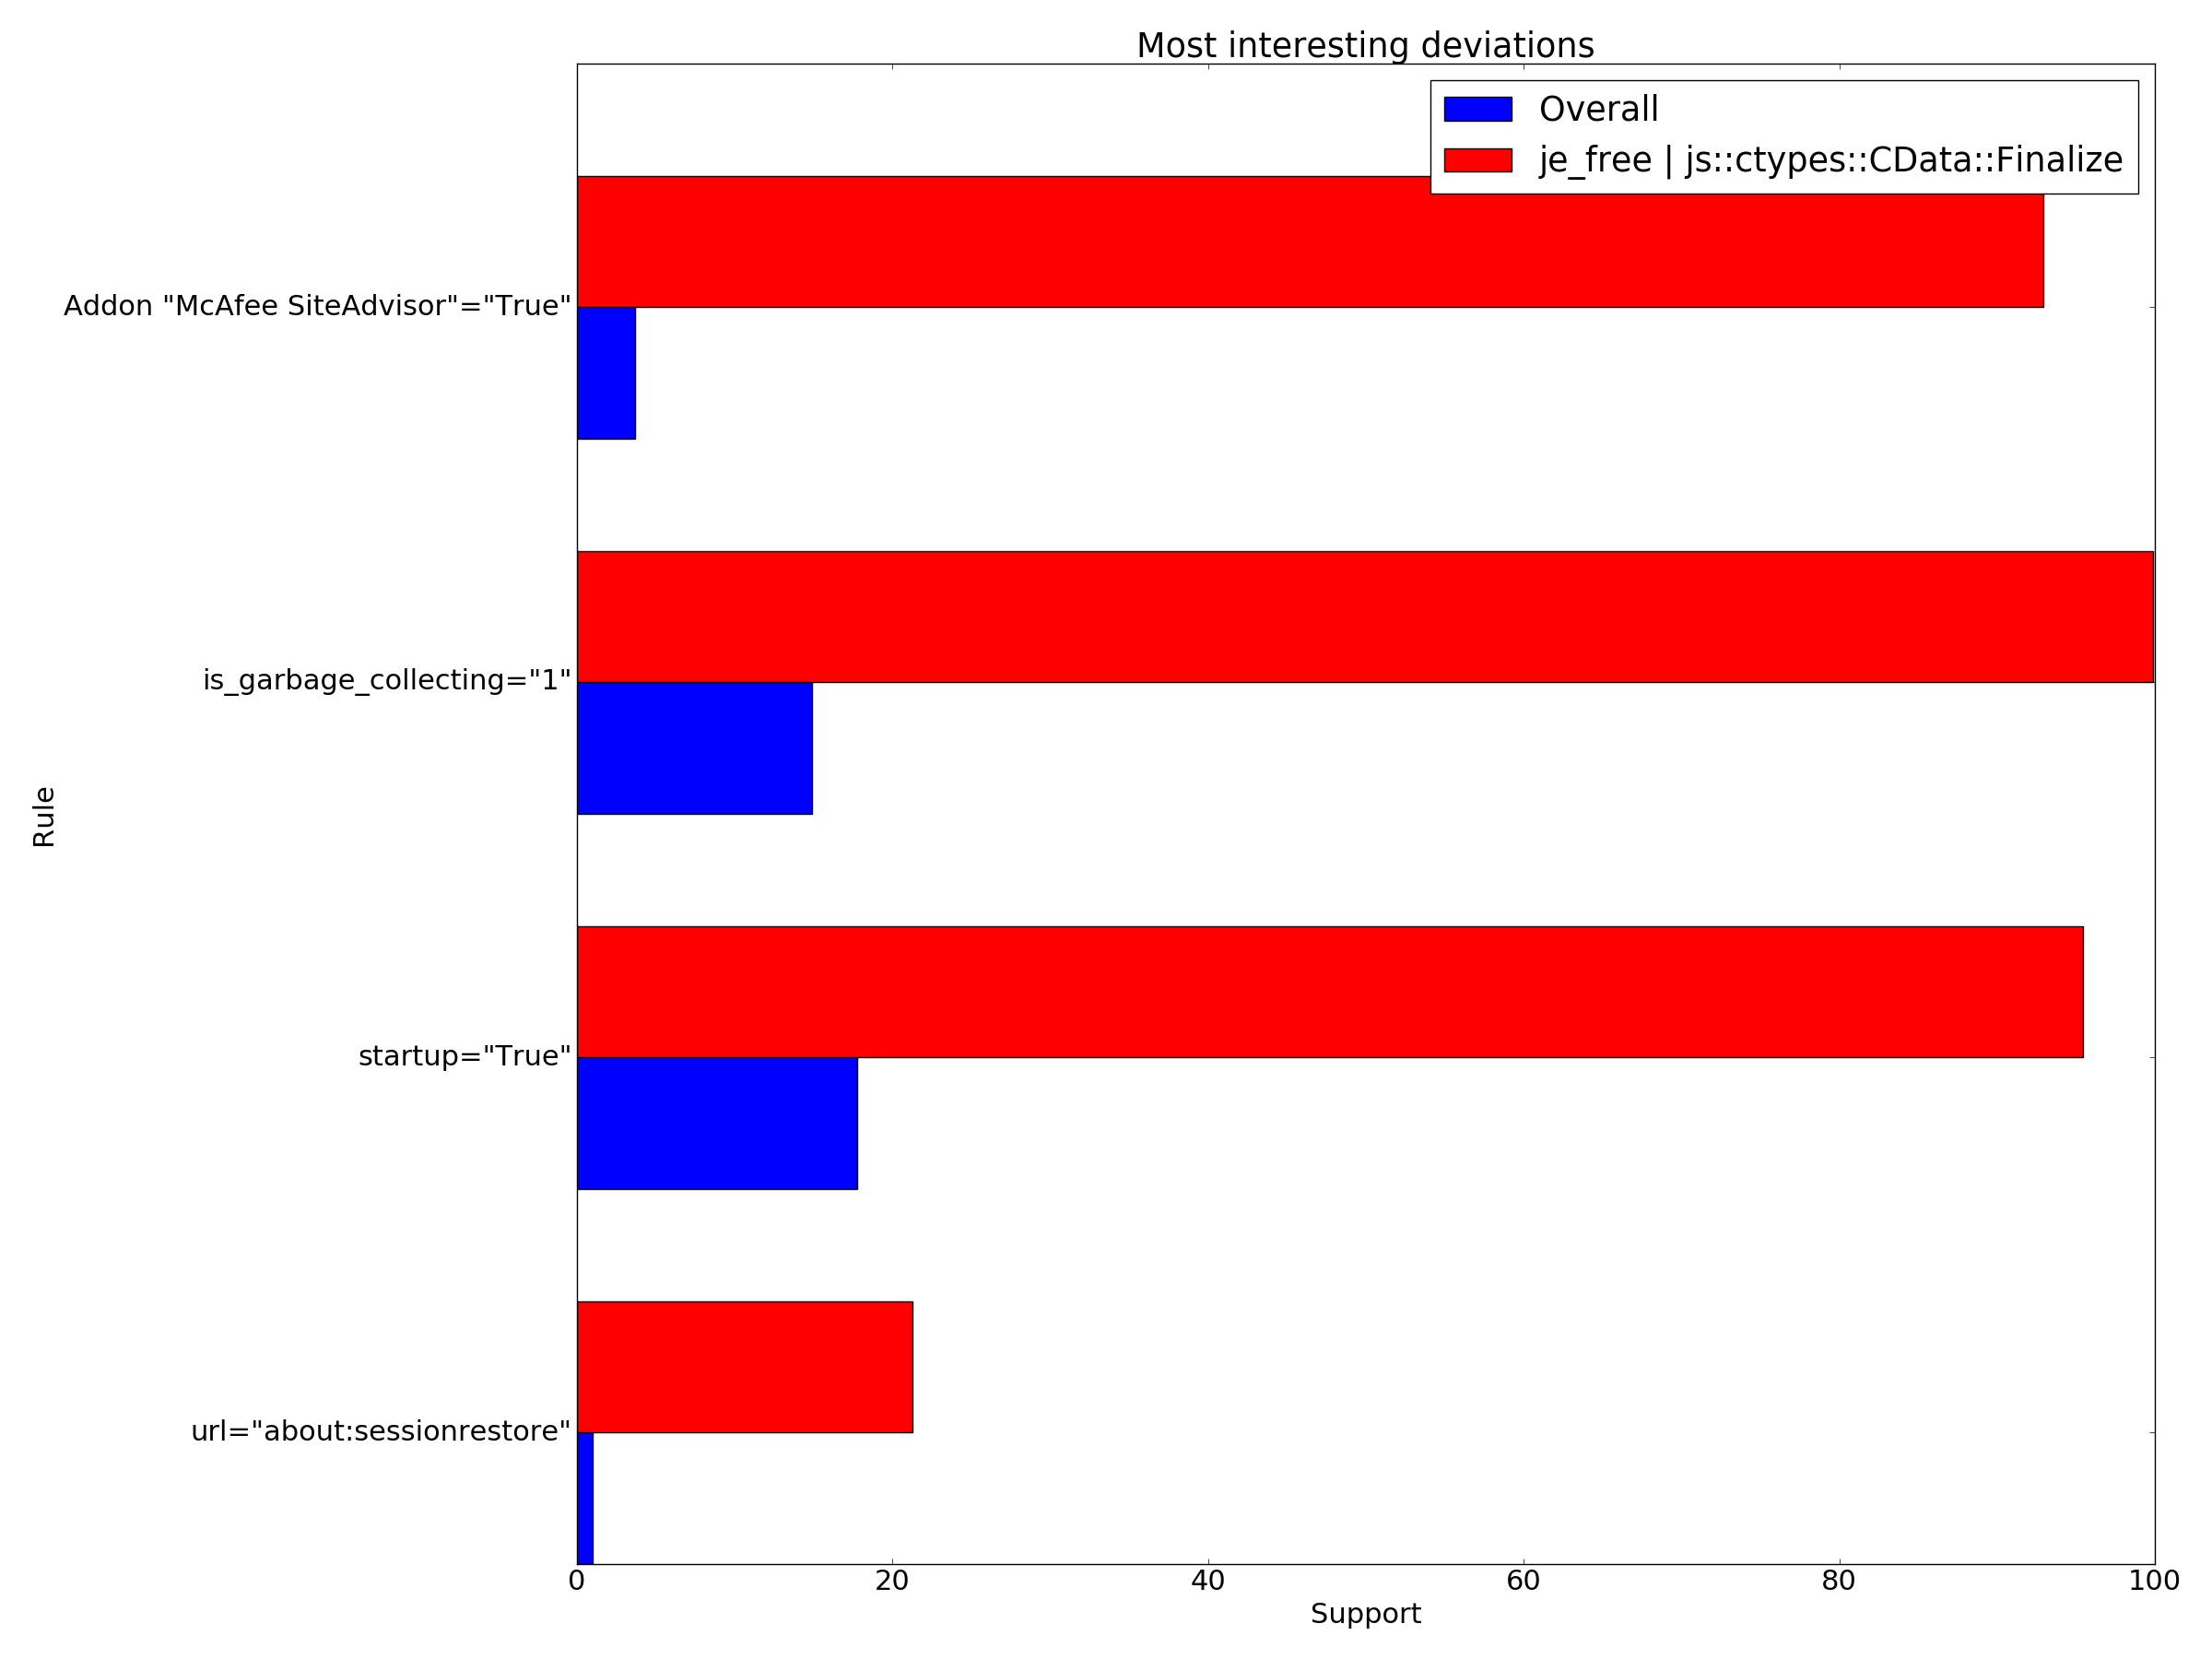 Most interesting deviations
Overall
je_free | js::ctypes::CData::Finalize
Addon "McAfee SiteAdvisor"="True"
is_garbage_collecting="1"
Rule
startup="True"
url="about:sessionrestore"
0 20 40 60 80 100
Support